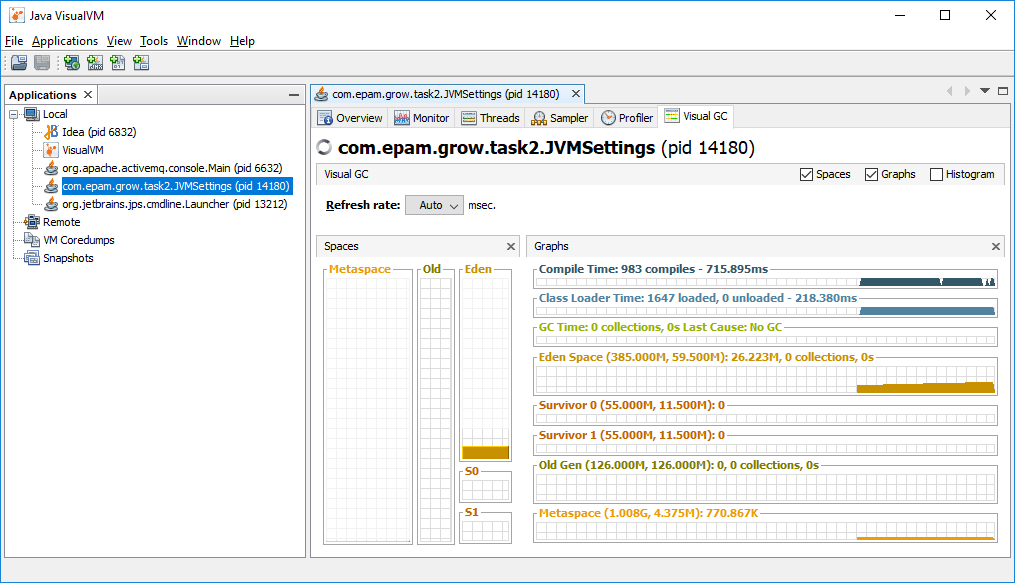 Java VisualVM
File Applications View Tools Window Help
Applications
Local
Idea (pid 6832)
VisualVM
org.apache.activemq.console.Main (pid 6632)
com.epam.grow.task2.JVMSettings (pid 14180)
org.jetbrains.jps.cmdline.Launcher (pid 13212)
Remote
VM Coredumps
Snapshots
com.epam.grow.task2.JVMSettings (pid 14180)
Overview Monitor Threads Sampler Profiler Visual GC
com.epam.grow.task2.JVMSettings (pid 14180)
Visual GC Spaces Graphs Histogram
Refresh rate: Auto msec.
Spaces
Metaspace Old Eden
S0
S1
Graphs
Compile Time: 983 compiles - 715.895ms
Class Loader Time: 1647 loaded, 0 unloaded - 218.380ms
GC Time: 0 collections, 0s Last Cause: No GC
Eden Space (385.000M, 59.500M): 26.223M, 0 collections, 0s
Survivor 0 (55.000M, 11.500M): 0
Survivor 1 (55.000M, 11.500M): 0
Old Gen (126.000M, 126.000M): 0, 0 collections, 0s
Metaspace (1.008G, 4.375M): 770.867K